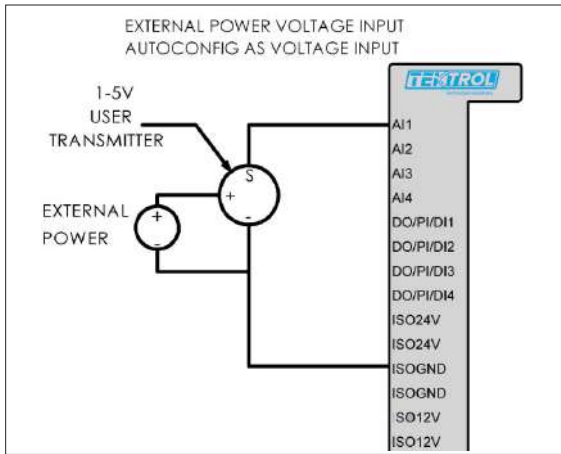 EXTERNAL POWER VOLTAGE INPUT
AUTOCONFIG AS VOLTAGE INPUT
TEKTROL
1-5V
USER
TRANSMITTER
S
+
-
EXTERNAL
POWER
+
-
AI1
AI2
AI3
AI4
DO/PI/DI1
DO/PI/DI2
DO/PI/DI3
DO/PI/DI4
ISO24V
ISO24V
ISOGND
ISOGND
SO12V
ISO12V